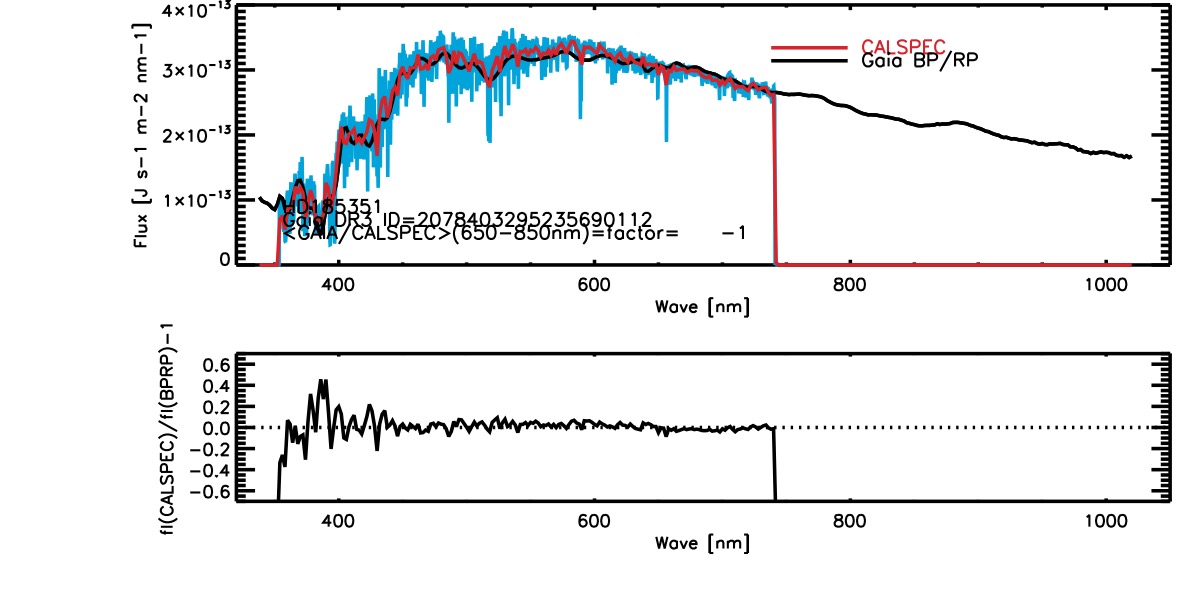 4×10−13
3×10−13
2×10−13
1×10−13
0
Flux [J s−1 m−2 nm−1]
CALSPEC
Gaia BP/RP
HD185351
Gaia DR3 ID=2078403295235690112
<GAIA/CALSPEC>(650−850nm)=factor= −1
400 600 800 1000
Wave [nm]
fl(CALSPEC)/fl(BPRP)−1
0.6
0.4
0.2
0.0
−0.2
−0.4
−0.6
400 600 800 1000
Wave [nm]